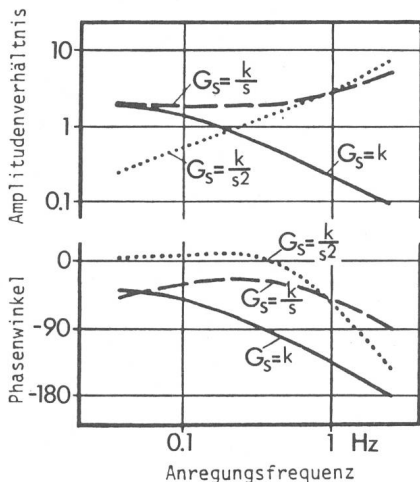 Amplitudenverhältnis
10
1
0.1
Gs=k/s
Gs=k/s2
Gs=k
Phasenwinkel
0
-90
-180
Gs=k/s2
Gs=k/s
Gs=k
0.1
1
Hz
Anregungsfrequenz